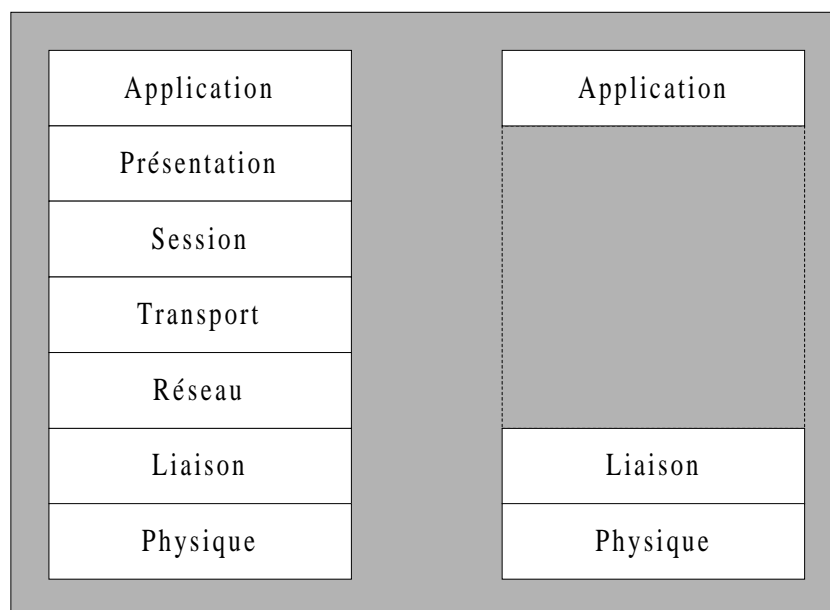 Application
Présentation
Session
Transport
Réseau
Liaison
Physique
Application
Liaison
Physique